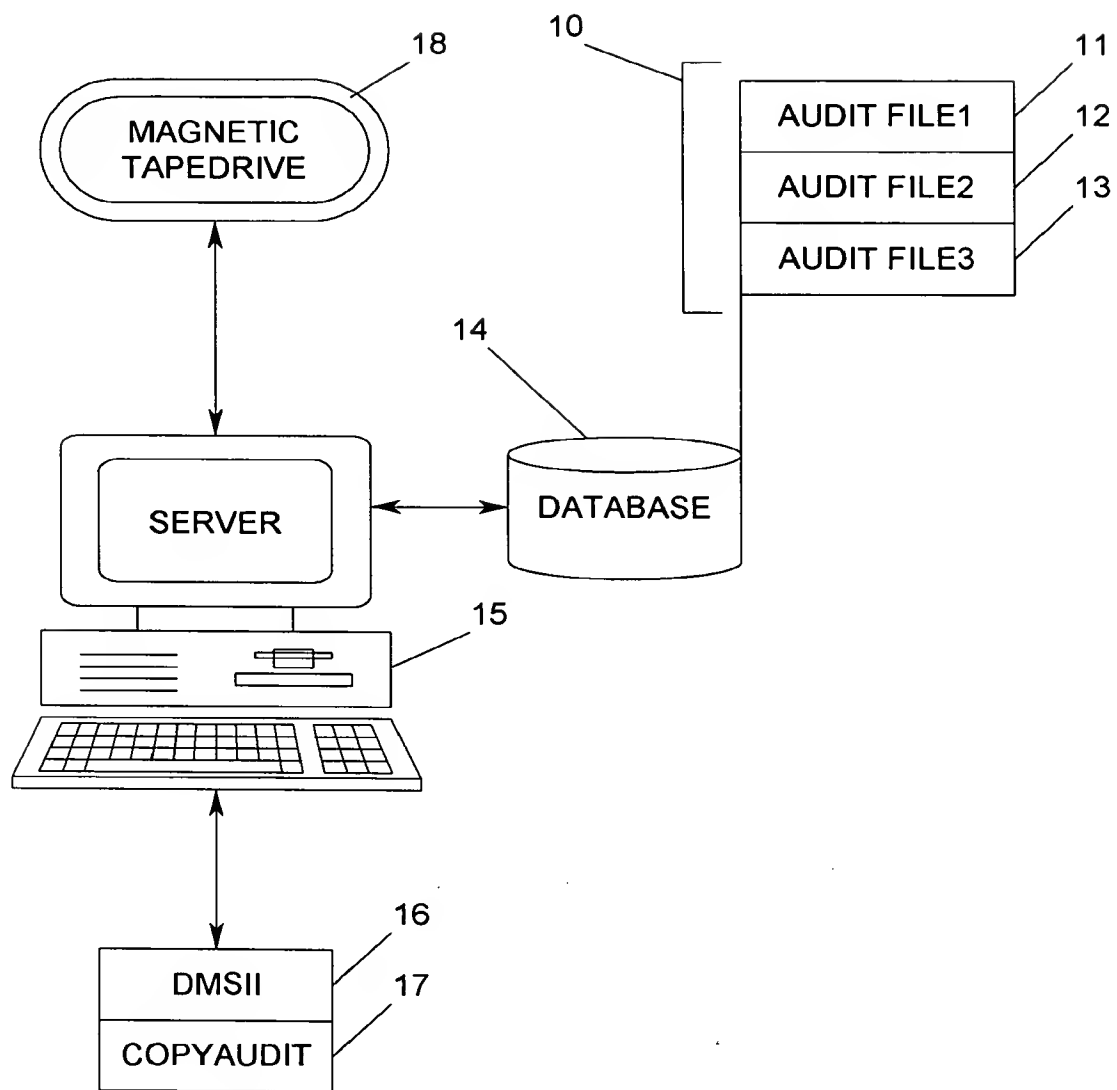 10
18
11
MAGNETIC
TAPEDRIVE
AUDIT FILE1
12
AUDIT FILE2
13
AUDIT FILE3
14
SERVER
DATABASE
15
16
DMSII
17
COPYAUDIT